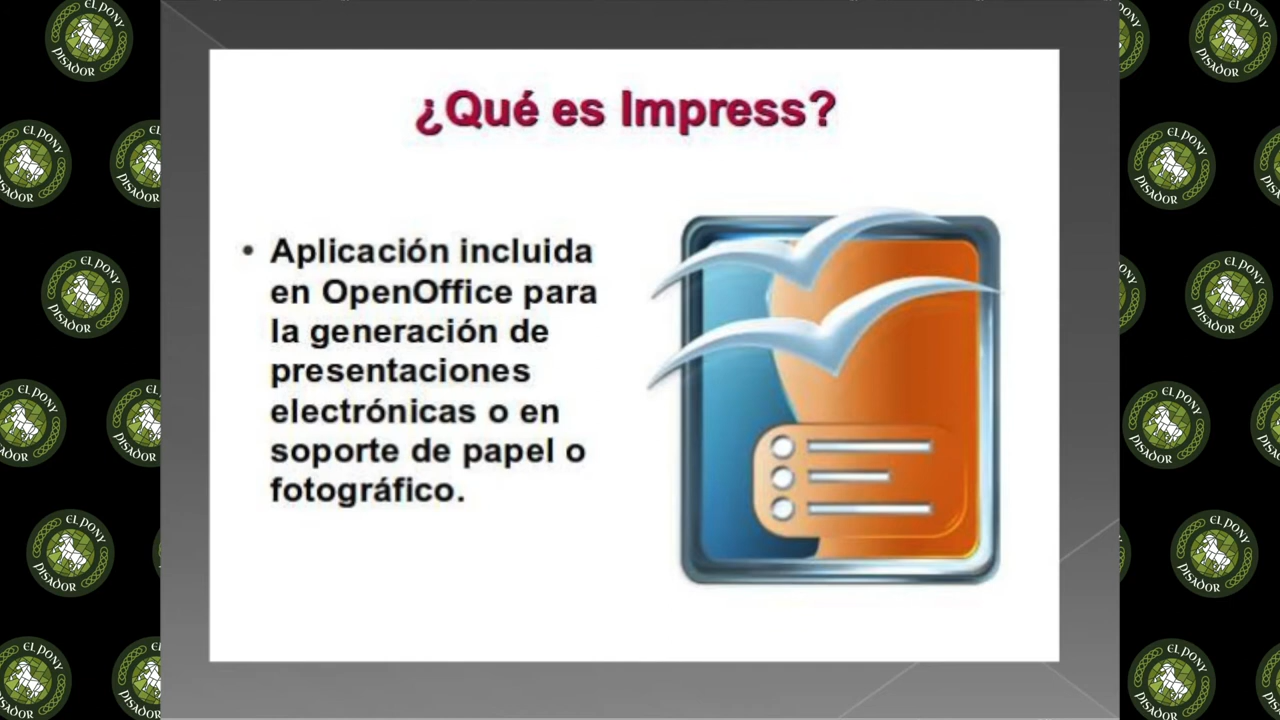 ¿Qué es Impress?
• Aplicación incluida
en OpenOffice para
la generación de
presentaciones
electrónicas o en
soporte de papel o
fotográfico.
EL PONY
PISADOR